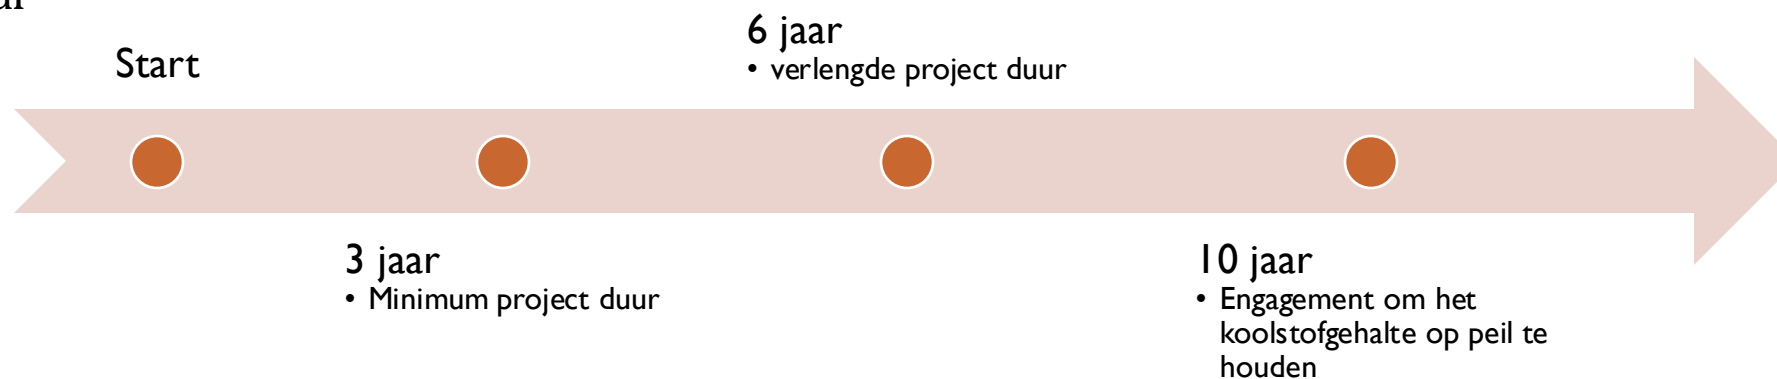 Start
3 jaar
• Minimum project duur
6 jaar
• verlengde project duur
10 jaar
• Engagement om het
koolstofgehalte op peil te
houden